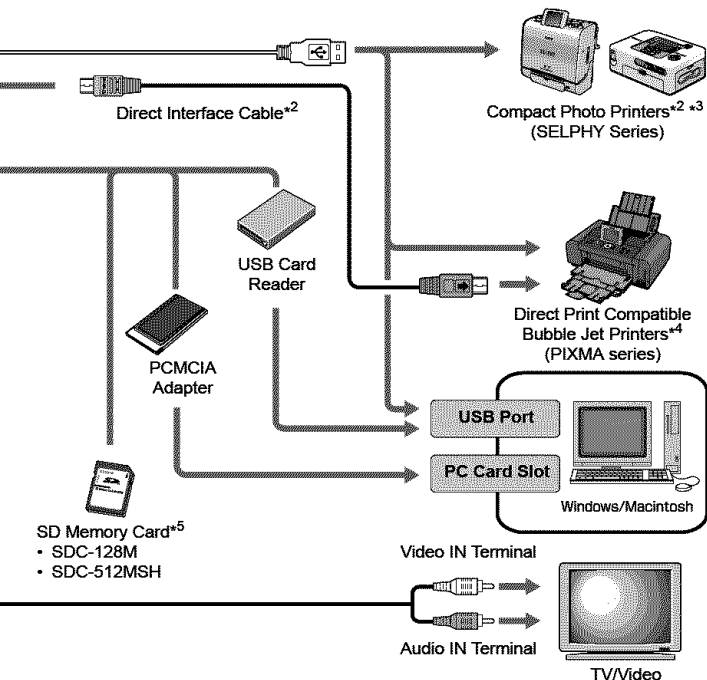 Direct Interface Cable*2
Compact Photo Printers*2 *3
(SELPHY Series)
USB Card
Reader
Direct Print Compatible
Bubble Jet Printers*4
(PIXMA series)
PCMCIA
Adapter
USB Port
PC Card Slot
Windows/Macintosh
SD Memory Card*5
• SDC-128M
• SDC-512MSH
Video IN Terminal
Audio IN Terminal
TV/Video